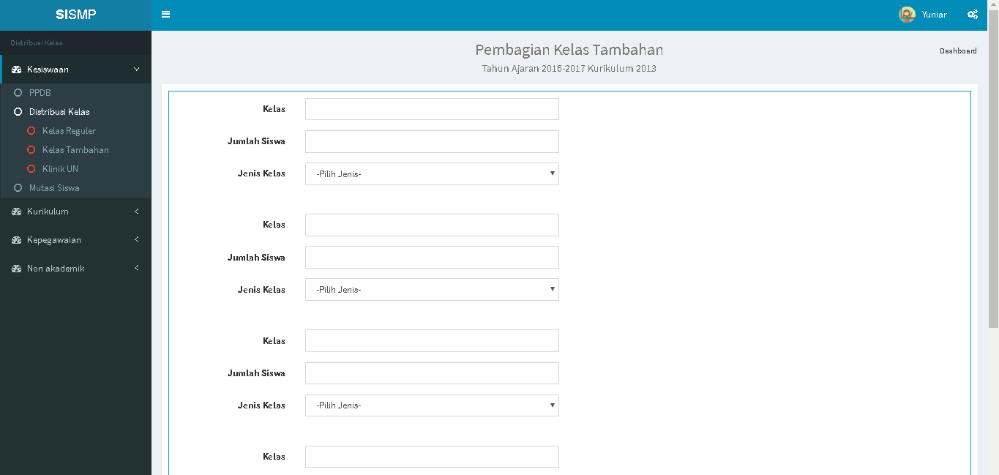 SISMP
Yuniar
Distribusi Kelas
Kesiswaan
PPDB
Distribusi Kelas
Kelas Reguler
Kelas Tambahan
Klinik UN
Mutasi Siswa
Kurikulum
Kepegawaian
Non akademik
Pembagian Kelas Tambahan
Dashboard
Tahun Ajaran 2016-2017 Kurikulum 2013
Kelas
Jumlah Siswa
Jenis Kelas -Pilih Jenis-
Kelas
Jumlah Siswa
Jenis Kelas -Pilih Jenis-
Kelas
Jumlah Siswa
Jenis Kelas -Pilih Jenis-
Kelas